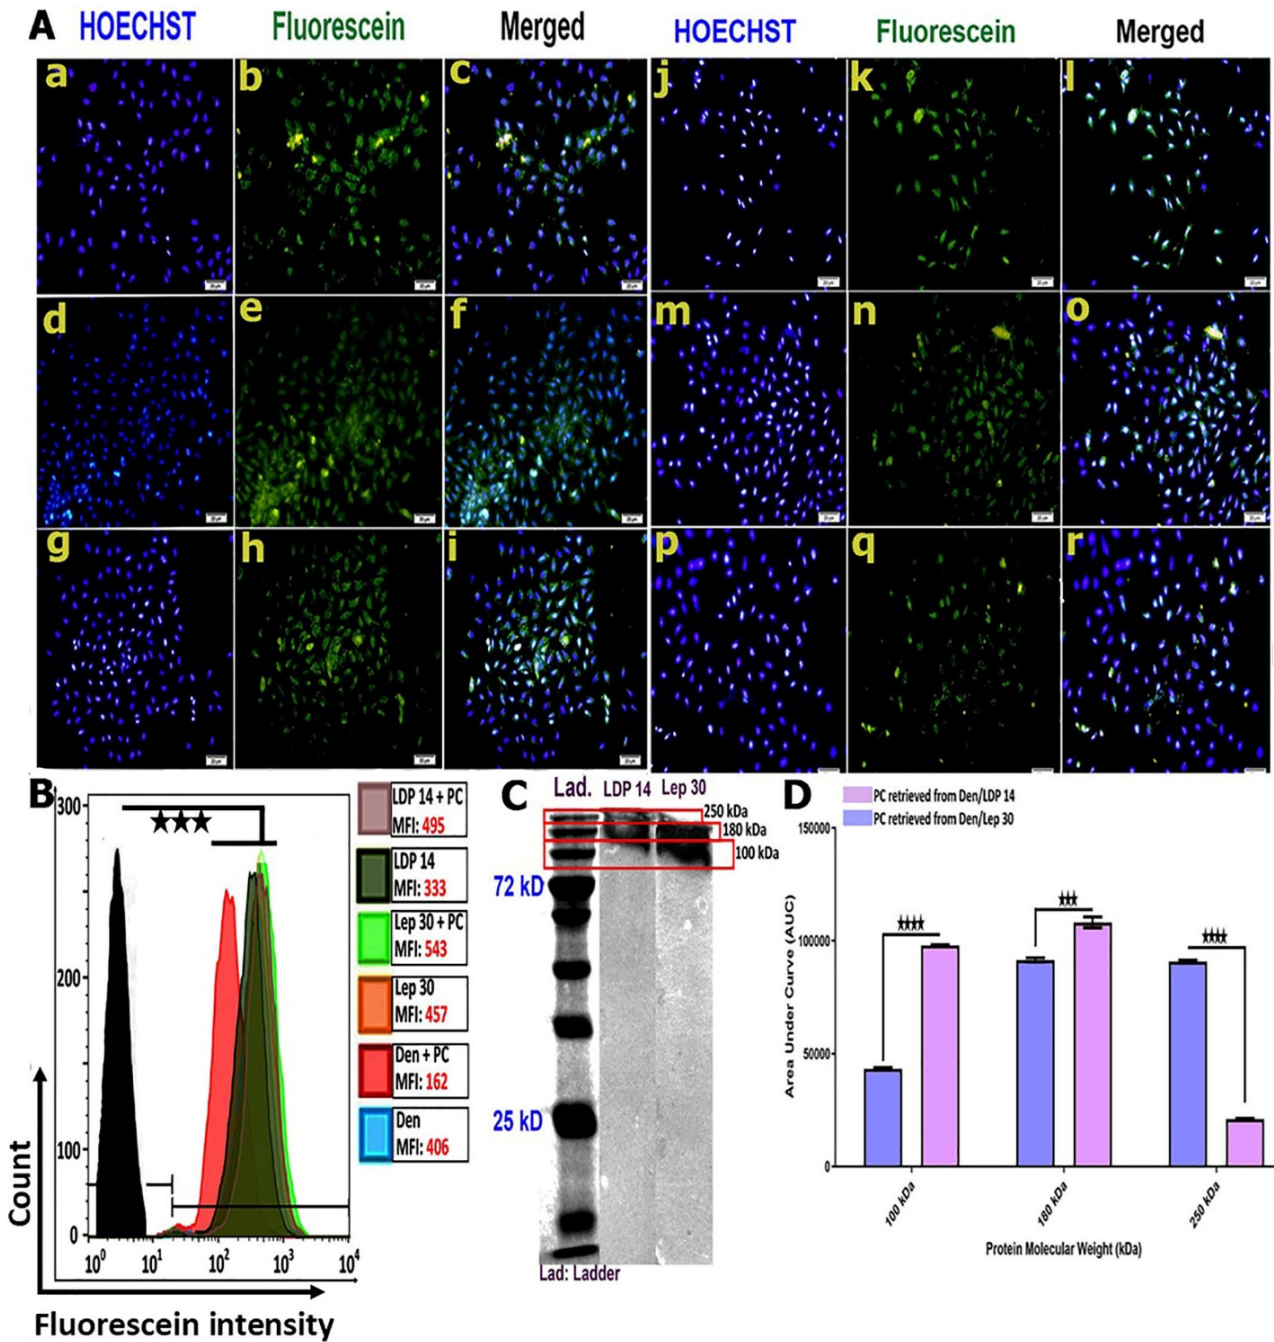 A
HOECHST
Fluorescein
Merged
HOECHST
Fluorescein
Merged
a
b
c
j
k
l
d
e
f
m
n
o
g
h
i
p
q
r
B
300
200
100
0
Count
10⁰
10¹
10²
10³
10⁴
Fluorescein intensity
LDP 14 + PC
MFI: 495
LDP 14
MFI: 333
Lep 30 + PC
MFI: 543
Lep 30
MFI: 457
Den + PC
MFI: 162
Den
MFI: 406
C
Lad.
LDP 14
Lep 30
250 kDa
180 kDa
100 kDa
72 kD
25 kD
Lad: Ladder
D
PC retrieved from Den/LDP 14
PC retrieved from Den/Lep 30
Area Under Curve (AUC)
150000
100000
50000
0
100 kDa
180 kDa
250 kDa
Protein Molecular Weight (kDa)